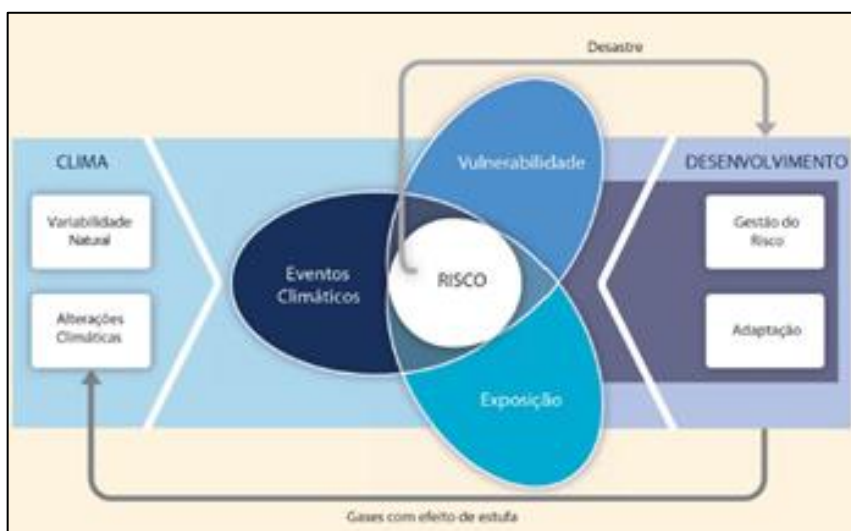 Desastre
CLIMA
Variabilidade
Natural
Alterações
Climáticas
Eventos
Climáticos
RISCO
Vulnerabilidade
Exposição
DESENVOLVIMENTO
Gestão do
Risco
Adaptação
Gases com efeito de estufa